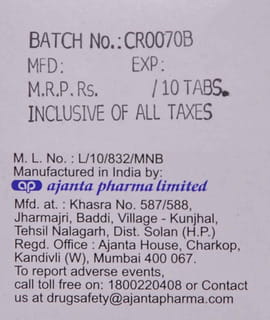 BATCH No.: CR0070B
MFD: EXP:
M.R.P. Rs. /10 TABS.
INCLUSIVE OF ALL TAXES
M. L. No. : L/10/832/MNB
Manufactured in India by:
ap ajanta pharma limited
Mfd. at. : Khasra No. 587/588,
Jharmajri, Baddi, Village - Kunjhal,
Tehsil Nalagarh, Dist. Solan (H.P.)
Regd. Office : Ajanta House, Charkop,
Kandivli (W), Mumbai 400 067.
To report adverse events,
call toll free on: 1800220408 or Contact
us at drugsafety@ajantapharma.com